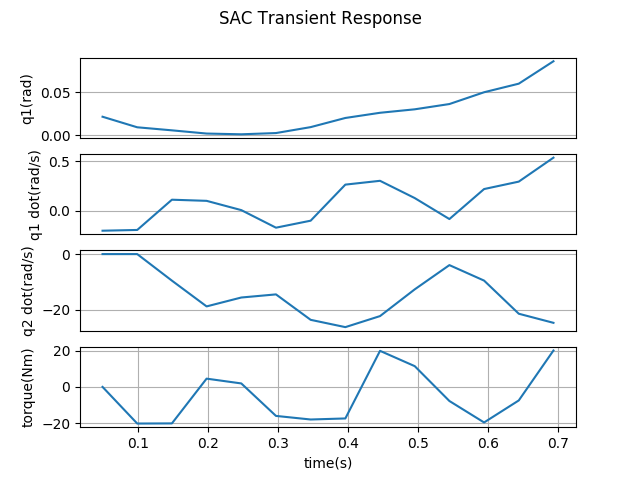 SAC Transient Response
q1(rad)
0.05
0.00
q1 dot(rad/s)
0.5
0.0
q2 dot(rad/s)
0
−20
torque(Nm)
20
0
−20
0.1 0.2 0.3 0.4 0.5 0.6 0.7
time(s)